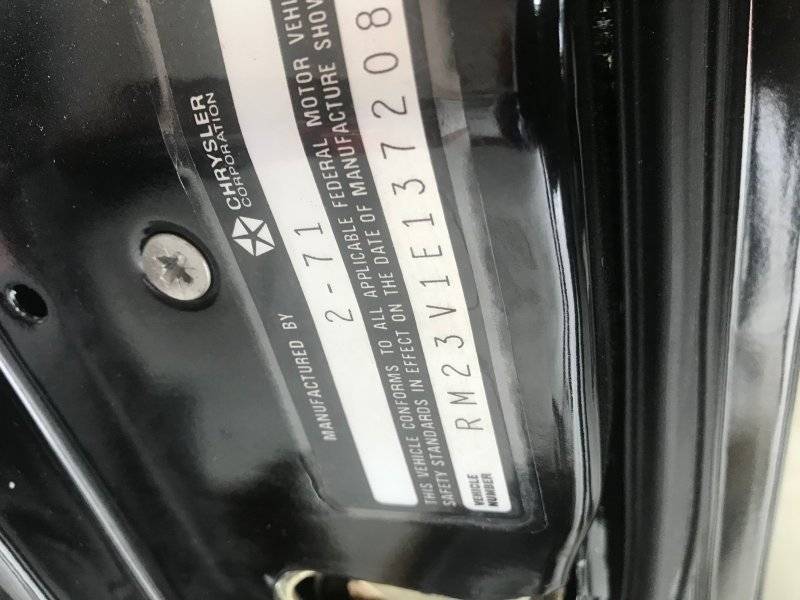 MANUFACTURED BY CHRYSLER
CORPORATION
2-71
THIS VEHICLE CONFORMS TO ALL APPLICABLE FEDERAL MOTOR VEHI
SAFETY STANDARDS IN EFFECT ON THE DATE OF MANUFACTURE SHOW
VEHICLE
NUMBER
RM23V1E137208